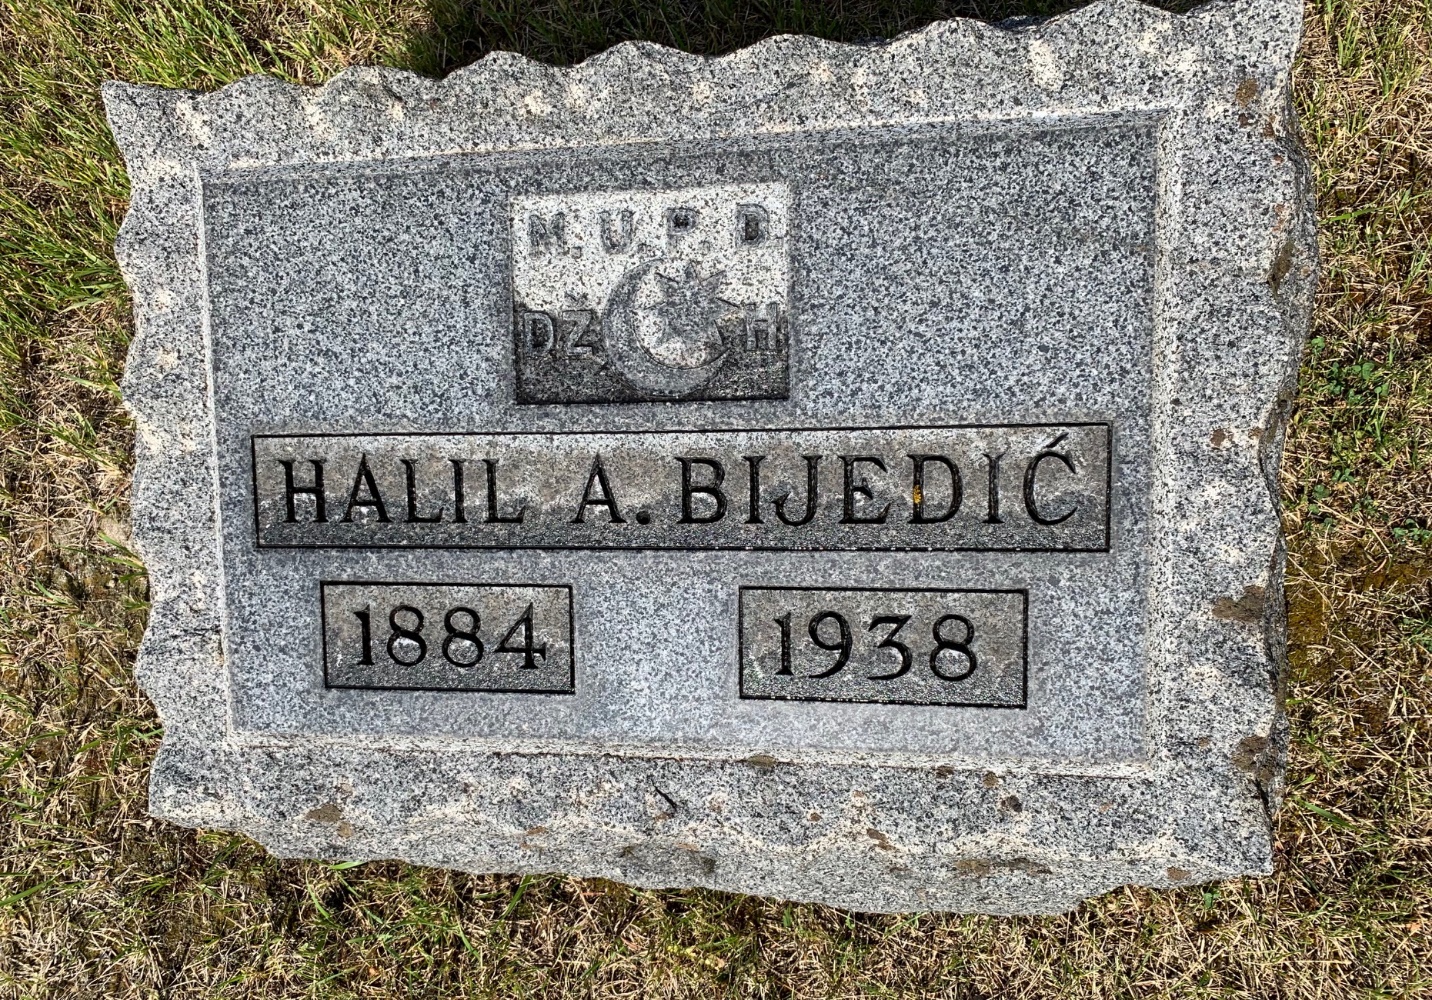 M. U. P. D.
DŽ H
HALIL A. BIJEDIĆ
1884 1938